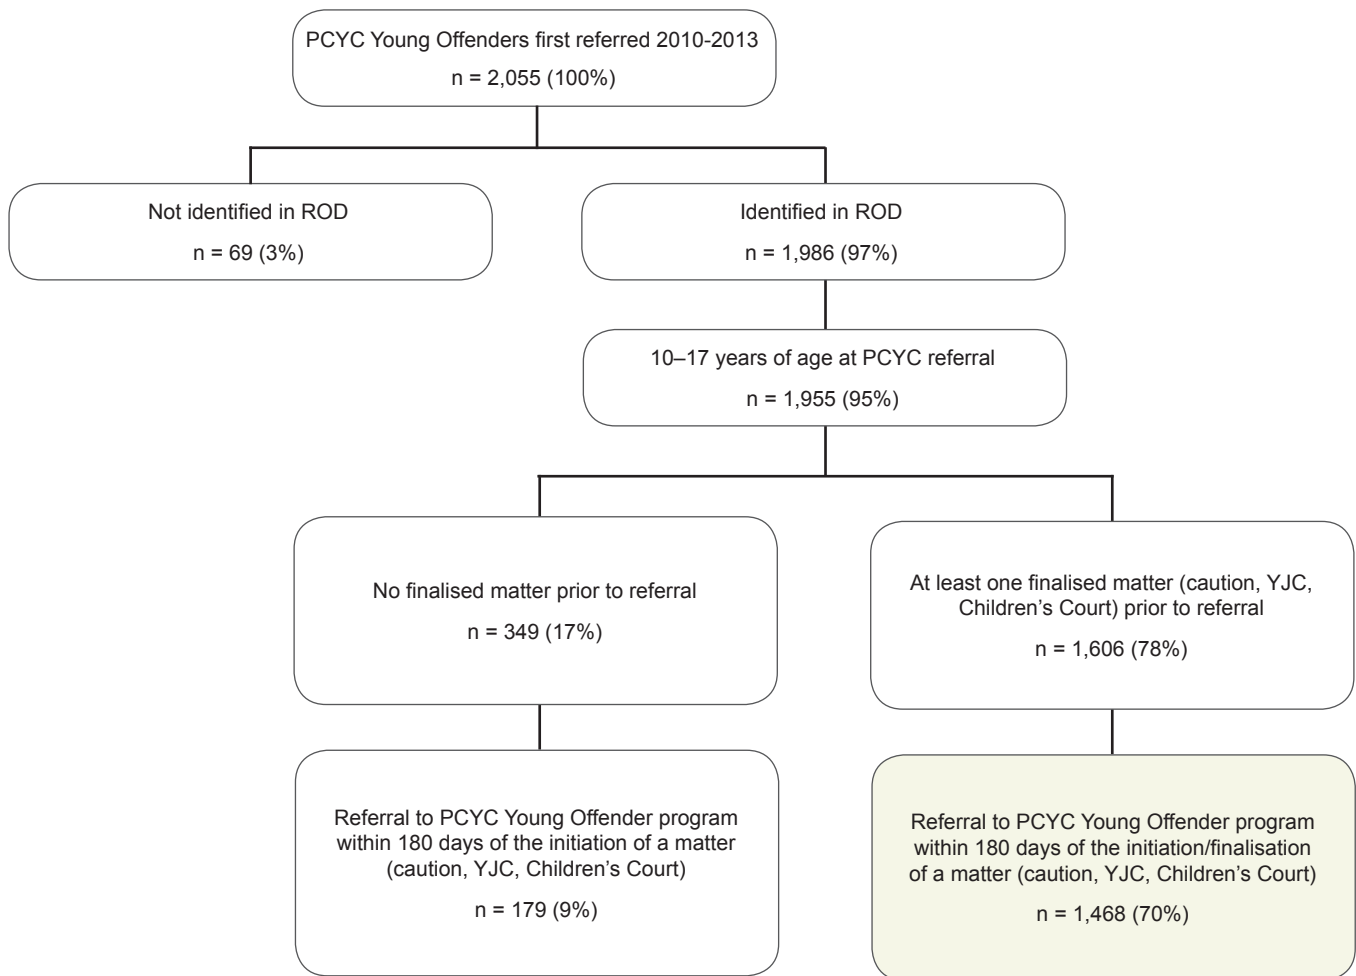 PCYC Young Offenders first referred 2010-2013
n = 2,055 (100%)
Not identified in ROD
n = 69 (3%)
Identified in ROD
n = 1,986 (97%)
10–17 years of age at PCYC referral
n = 1,955 (95%)
No finalised matter prior to referral
n = 349 (17%)
At least one finalised matter (caution, YJC,
Children’s Court) prior to referral
n = 1,606 (78%)
Referral to PCYC Young Offender program
within 180 days of the initiation of a matter
(caution, YJC, Children’s Court)
n = 179 (9%)
Referral to PCYC Young Offender program
within 180 days of the initiation/finalisation
of a matter (caution, YJC, Children’s Court)
n = 1,468 (70%)